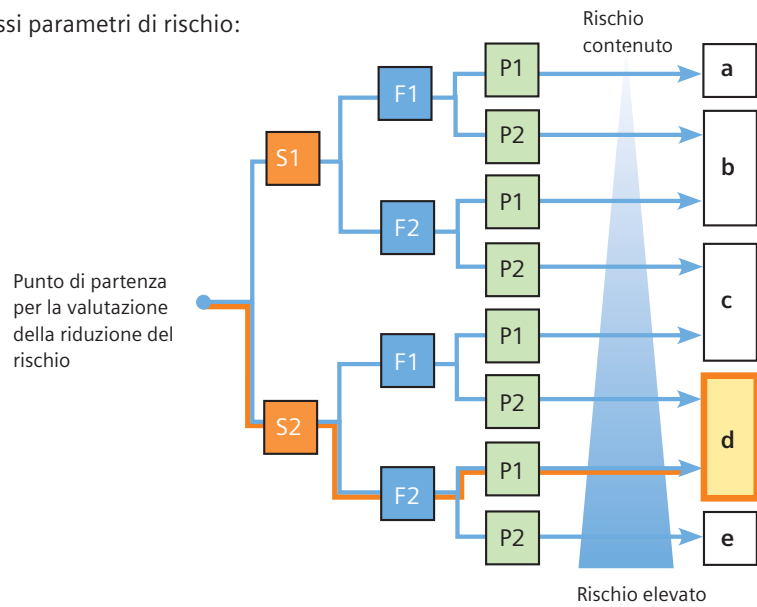 ssi parametri di rischio:
Rischio
contenuto
P1
a
F1
S1
P2
b
P1
F2
P2
c
Punto di partenza
per la valutazione
della riduzione del
rischio
P1
F1
P2
d
S2
P1
F2
P2
e
Rischio elevato